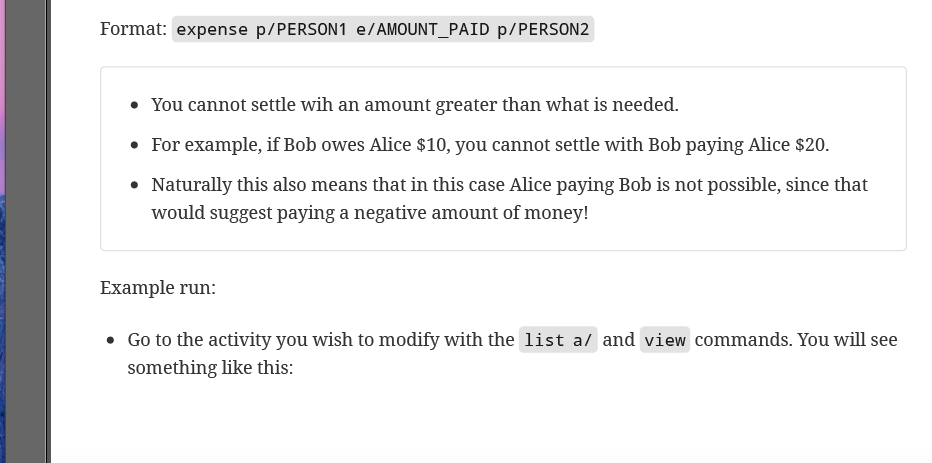 Format: expense p/PERSON1 e/AMOUNT_PAID p/PERSON2
• You cannot settle wih an amount greater than what is needed.
• For example, if Bob owes Alice $10, you cannot settle with Bob paying Alice $20.
• Naturally this also means that in this case Alice paying Bob is not possible, since that
would suggest paying a negative amount of money!
Example run:
• Go to the activity you wish to modify with the list a/ and view commands. You will see
something like this: